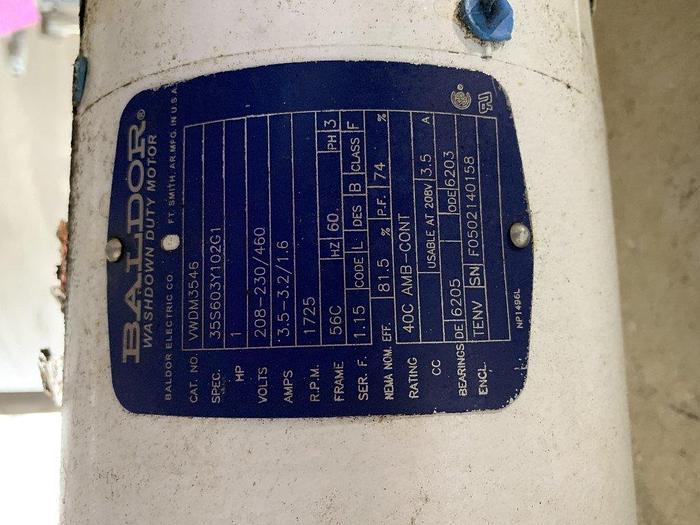 BALDOR®
WASHDOWN DUTY MOTOR
BALDOR ELECTRIC CO FT. SMITH, AR. MFG. IN U.S.A.
CAT. NO. VWDM3546
SPEC. 35S603Y102G1
HP 1
VOLTS 208-230/460
AMPS 3.5-3.2/1.6
R.P.M. 1725
FRAME 56C HZ 60 PH 3
SER. F. 1.15 CODE L DES B CLASS F
NEMA NOM. EFF. 81.5 % P.F. 74 %
RATING 40C AMB-CONT
CC USABLE AT 208V 3.5 A
BEARINGS DE 6205 ODE 6203
ENCL. TENV SN F0502140158
NP1496L